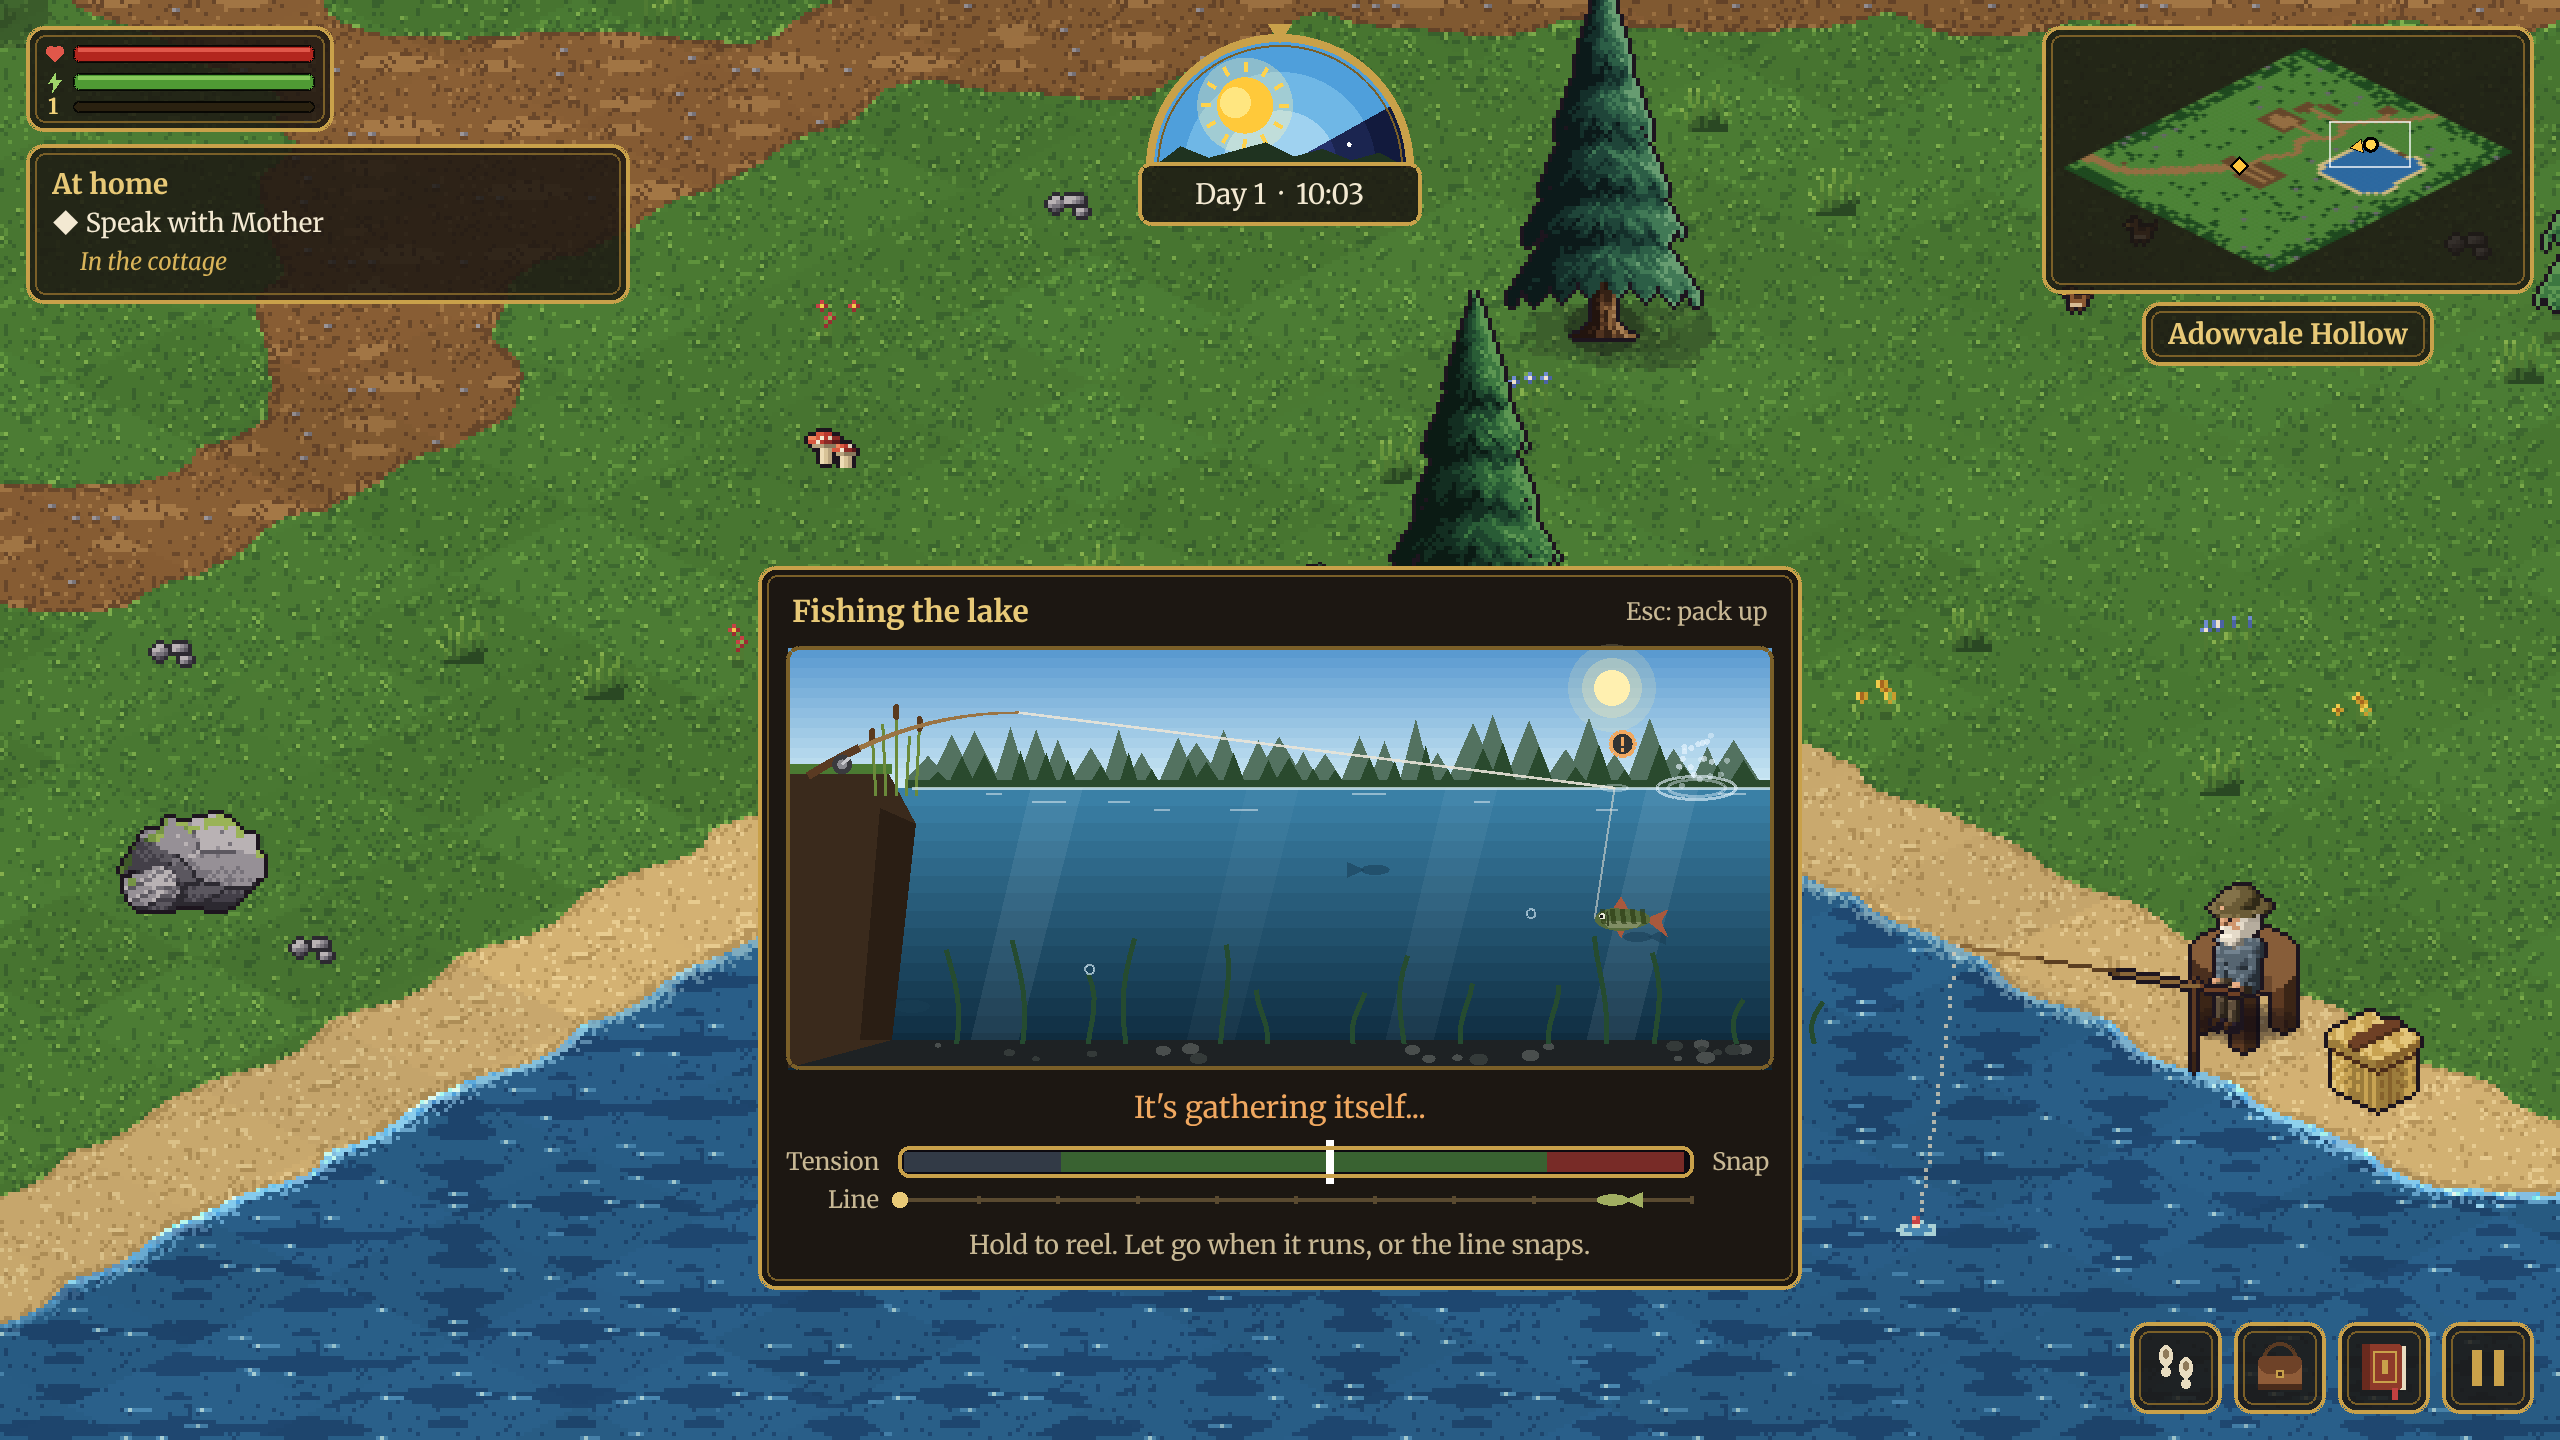 1
At home
Speak with Mother
In the cottage
Day 1 · 10:03
Adowvale Hollow
Fishing the lake
Esc: pack up
!
It's gathering itself...
Tension
Snap
Line
Hold to reel. Let go when it runs, or the line snaps.